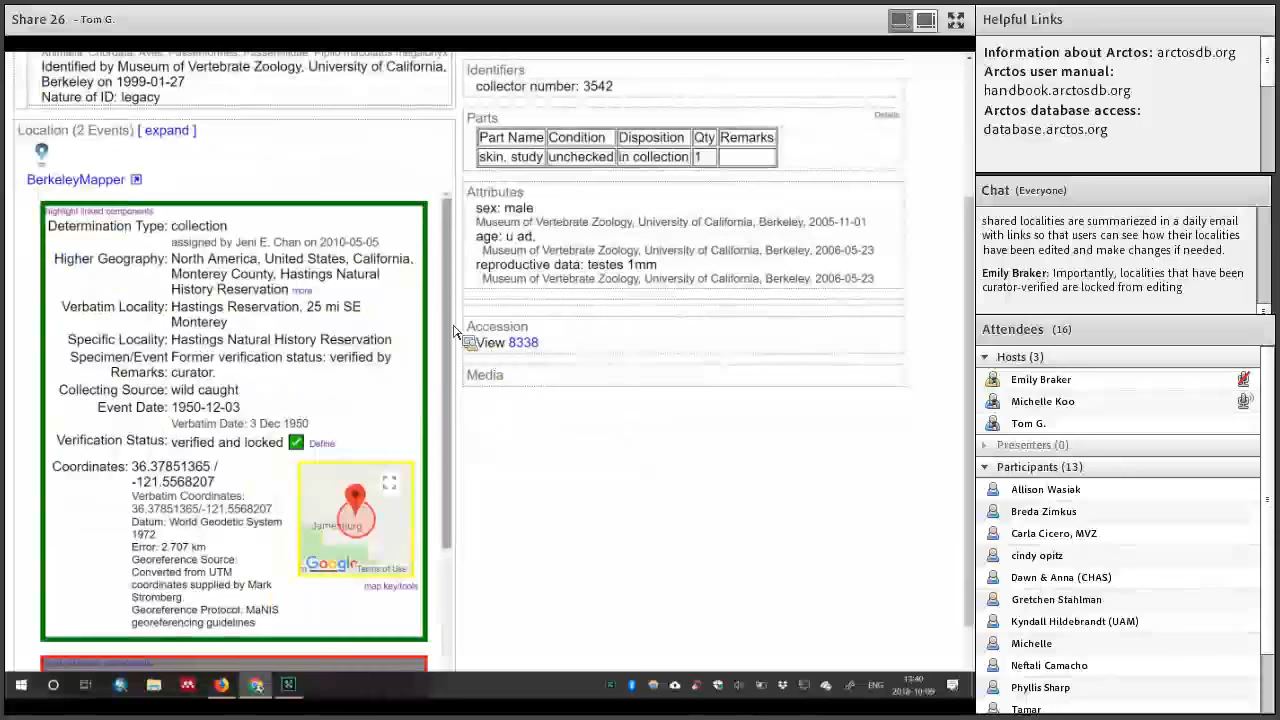 Share 26 - Tom G.
Identified by Museum of Vertebrate Zoology, University of California,
Berkeley on 1999-01-27
Nature of ID: legacy
Location (2 Events) [ expand ]
BerkeleyMapper
highlight linked components
Determination Type: collection
assigned by Jeni E. Chan on 2010-05-05
Higher Geography: North America, United States, California,
Monterey County, Hastings Natural
History Reservation more
Verbatim Locality: Hastings Reservation, 25 mi SE
Monterey
Specific Locality: Hastings Natural History Reservation
Specimen/Event Former verification status: verified by
Remarks: curator.
Collecting Source: wild caught
Event Date: 1950-12-03
Verbatim Date: 3 Dec 1950
Verification Status: verified and locked Define
Coordinates: 36.37851365 /
-121.5568207
Verbatim Coordinates:
36.37851365/-121.5568207
Datum: World Geodetic System
1972
Error: 2.707 km
Georeference Source:
Converted from UTM
coordinates supplied by Mark
Stromberg.
Georeference Protocol: MaNIS
georeferencing guidelines
Jamesburg
Google
Terms of Use
map key/tools
Identifiers
collector number: 3542
Parts
Details
Part Name Condition Disposition Qty Remarks
skin, study unchecked in collection 1
Attributes
sex: male
Museum of Vertebrate Zoology, University of California, Berkeley, 2005-11-01
age: u ad.
Museum of Vertebrate Zoology, University of California, Berkeley, 2006-05-23
reproductive data: testes 1mm
Museum of Vertebrate Zoology, University of California, Berkeley, 2006-05-23
Accession
View 8338
Media
ENG
13:40
Helpful Links
Information about Arctos: arctosdb.org
Arctos user manual:
handbook.arctosdb.org
Arctos database access:
database.arctos.org
Chat (Everyone)
shared localities are summariezed in a daily email
with links so that users can see how their localities
have been edited and make changes if needed
Emily Braker: Importantly, localities that have been
curator-verified are locked from editing
Attendees (16)
Hosts (3)
Emily Braker
Michelle Koo
Tom G.
Presenters (0)
Participants (13)
Allison Wasiak
Breda Zimkus
Carla Cicero, MVZ
cindy opitz
Dawn & Anna (CHAS)
Gretchen Stahlman
Kyndall Hildebrandt (UAM)
Michelle
Neftali Camacho
Phyllis Sharp
Tamar